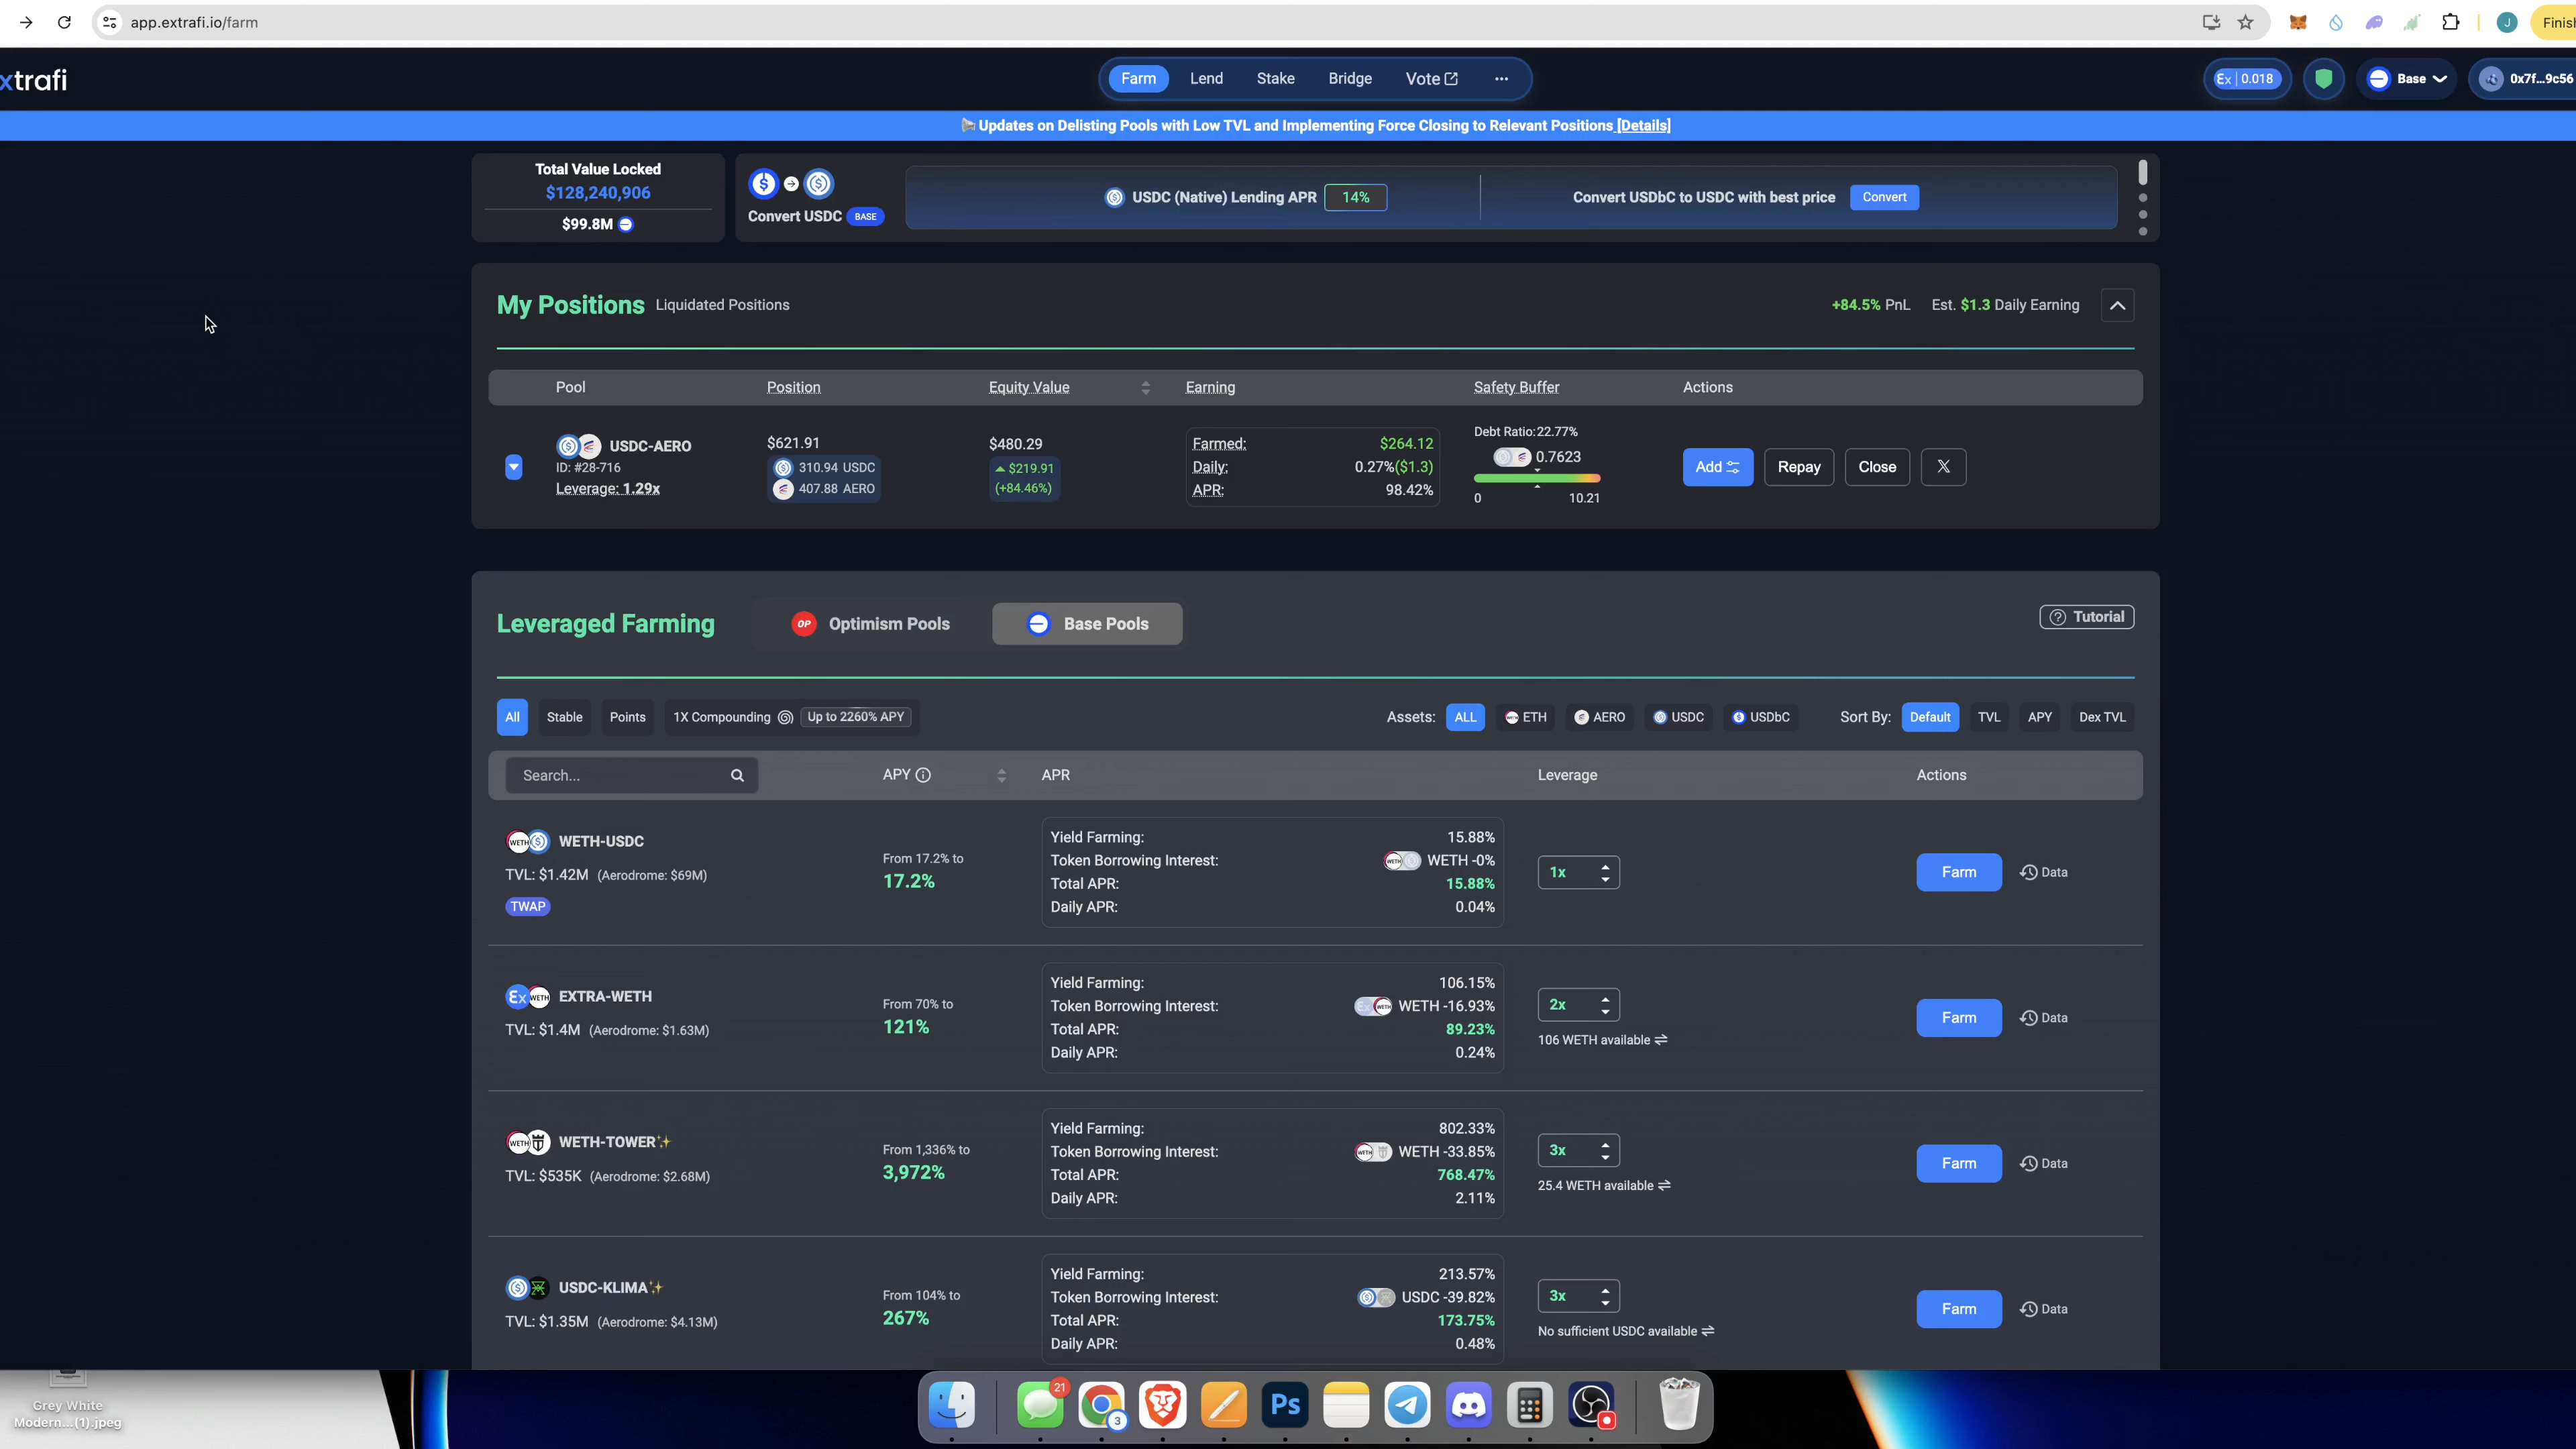 app.extrafi.io/farm
J
Finish
xtrafi
Farm
Lend
Stake
Bridge
Vote
Ex | 0.018
Base
0x7f...9c56
Updates on Delisting Pools with Low TVL and Implementing Force Closing to Relevant Positions [Details]
Total Value Locked
$128,240,906
$99.8M
Convert USDC BASE
USDC (Native) Lending APR 14%
Convert USDbC to USDC with best price
Convert
My Positions
Liquidated Positions
+84.5% PnL
Est. $1.3 Daily Earning
Pool
Position
Equity Value
Earning
Safety Buffer
Actions
USDC-AERO
ID: #28-716
Leverage: 1.29x
$621.91
310.94 USDC
407.88 AERO
$480.29
$219.91
(+84.46%)
Farmed: $264.12
Daily: 0.27%($1.3)
APR: 98.42%
Debt Ratio:22.77%
0.7623
0 10.21
Add
Repay
Close
X
Leveraged Farming
OP Optimism Pools
Base Pools
? Tutorial
All
Stable
Points
1X Compounding Up to 2260% APY
Assets: ALL ETH AERO USDC USDbC
Sort By: Default TVL APY Dex TVL
Search...
APY
APR
Leverage
Actions
WETH WETH-USDC
TVL: $1.42M (Aerodrome: $69M)
TWAP
From 17.2% to
17.2%
Yield Farming: 15.88%
Token Borrowing Interest: WETH -0%
Total APR: 15.88%
Daily APR: 0.04%
1x
Farm
Data
Ex WETH EXTRA-WETH
TVL: $1.4M (Aerodrome: $1.63M)
From 70% to
121%
Yield Farming: 106.15%
Token Borrowing Interest: WETH -16.93%
Total APR: 89.23%
Daily APR: 0.24%
2x
106 WETH available
Farm
Data
WETH WETH-TOWER
TVL: $535K (Aerodrome: $2.68M)
From 1,336% to
3,972%
Yield Farming: 802.33%
Token Borrowing Interest: WETH -33.85%
Total APR: 768.47%
Daily APR: 2.11%
3x
25.4 WETH available
Farm
Data
USDC-KLIMA
TVL: $1.35M (Aerodrome: $4.13M)
From 104% to
267%
Yield Farming: 213.57%
Token Borrowing Interest: USDC -39.82%
Total APR: 173.75%
Daily APR: 0.48%
3x
No sufficient USDC available
Farm
Data
Grey White
Modern...(1).jpeg
21
3
Ps